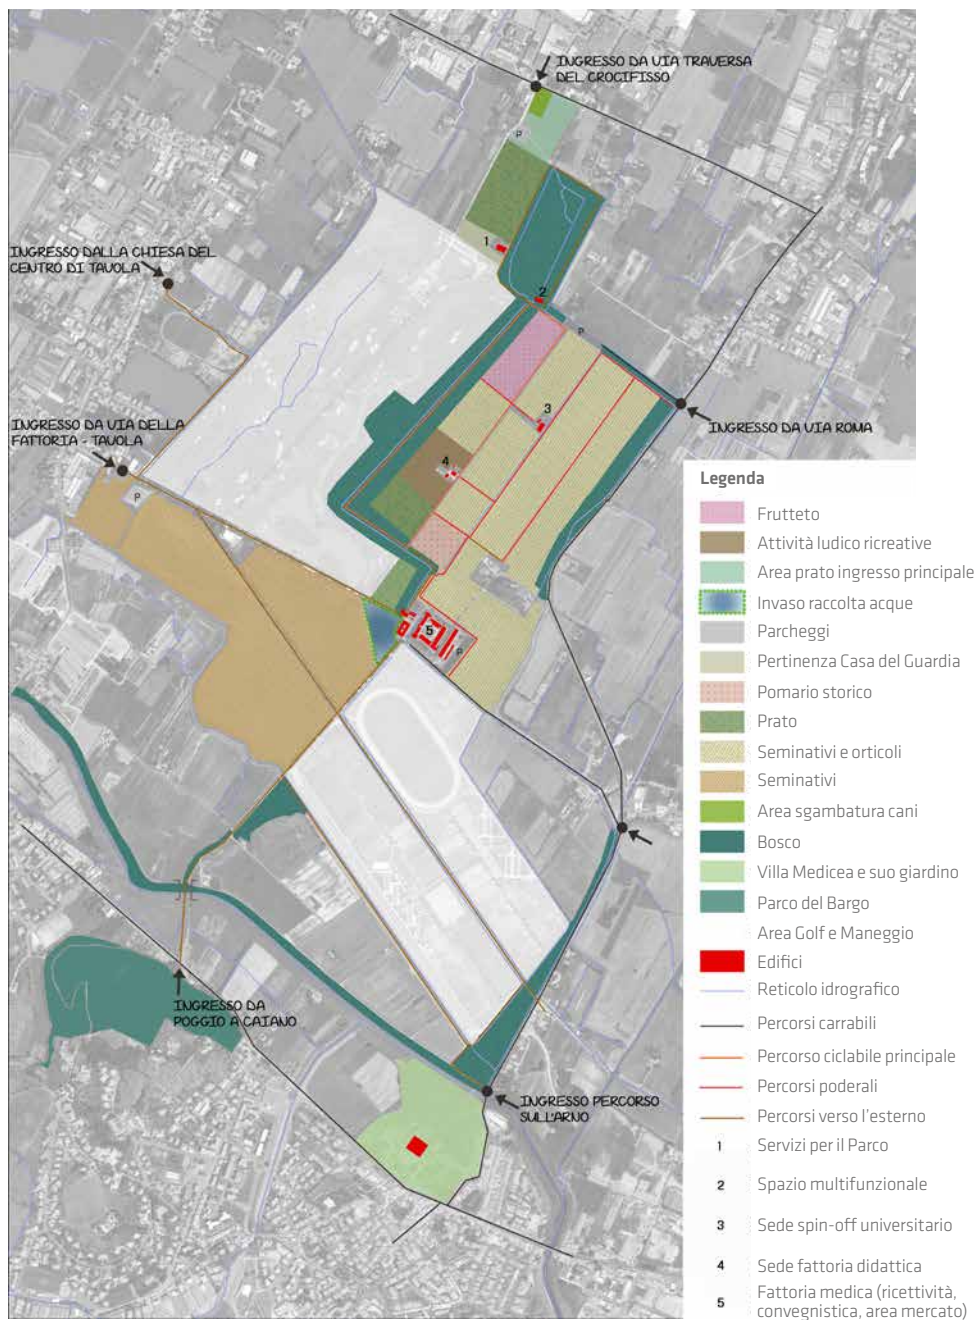 INGRESSO DA VIA TRAVERSA
DEL CROCIFISSO
P
INGRESSO DALLA CHIESA DEL
CENTRO DI TAVOLA
1
2
P
INGRESSO DA VIA DELLA
FATTORIA - TAVOLA
3
INGRESSO DA VIA ROMA
4
P
5
P
INGRESSO DA
POGGIO A CAIANO
INGRESSO PERCORSO
SULL'ARNO
Legenda
Frutteto
Attività ludico ricreative
Area prato ingresso principale
Invaso raccolta acque
Parcheggi
Pertinenza Casa del Guardia
Pomario storico
Prato
Seminativi e orticoli
Seminativi
Area sgambatura cani
Bosco
Villa Medicea e suo giardino
Parco del Bargo
Area Golf e Maneggio
Edifici
Reticolo idrografico
Percorsi carrabili
Percorso ciclabile principale
Percorsi poderali
Percorsi verso l'esterno
1 Servizi per il Parco
2 Spazio multifunzionale
3 Sede spin-off universitario
4 Sede fattoria didattica
5 Fattoria medica (ricettività,
convegnistica, area mercato)